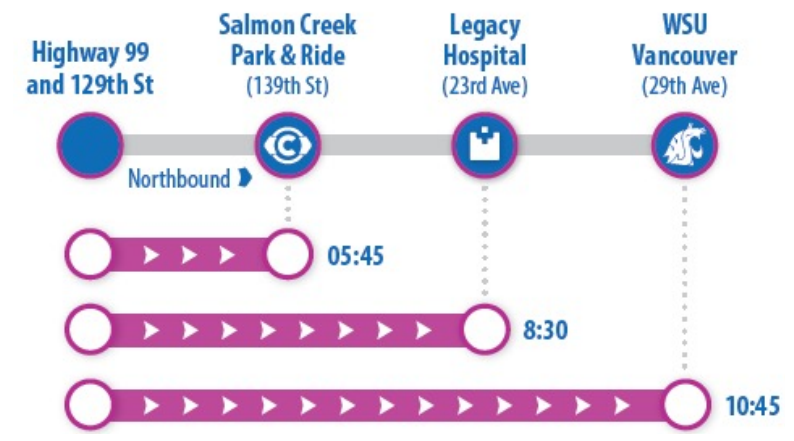 Highway 99
and 129th St
Salmon Creek
Park & Ride
(139th St)
Legacy
Hospital
(23rd Ave)
WSU
Vancouver
(29th Ave)
C
Northbound
05:45
8:30
10:45